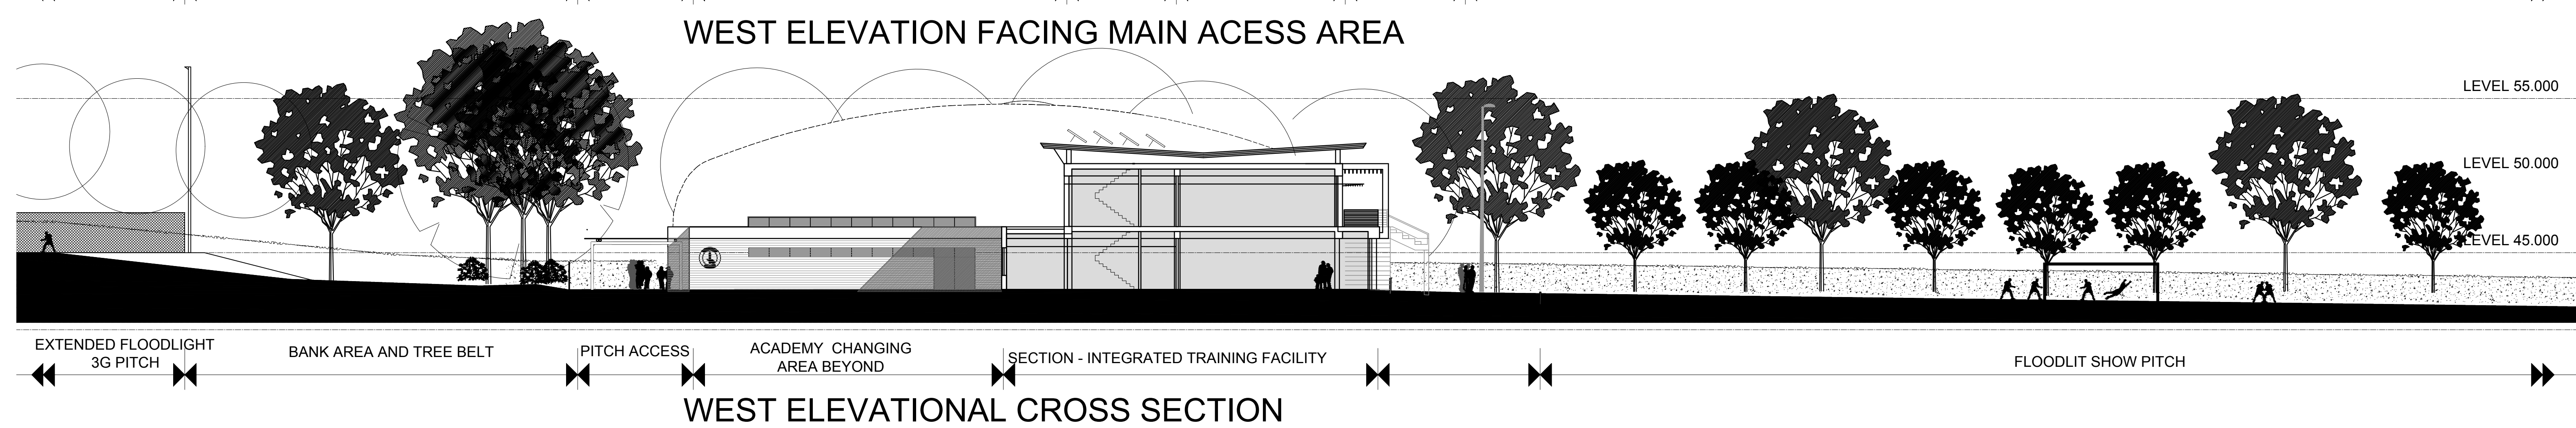 WEST ELEVATION FACING MAIN ACESS AREA
LEVEL 55.000
LEVEL 50.000
LEVEL 45.000
EXTENDED FLOODLIGHT
3G PITCH
BANK AREA AND TREE BELT
PITCH ACCESS
ACADEMY CHANGING
AREA BEYOND
SECTION - INTEGRATED TRAINING FACILITY
FLOODLIT SHOW PITCH
WEST ELEVATIONAL CROSS SECTION